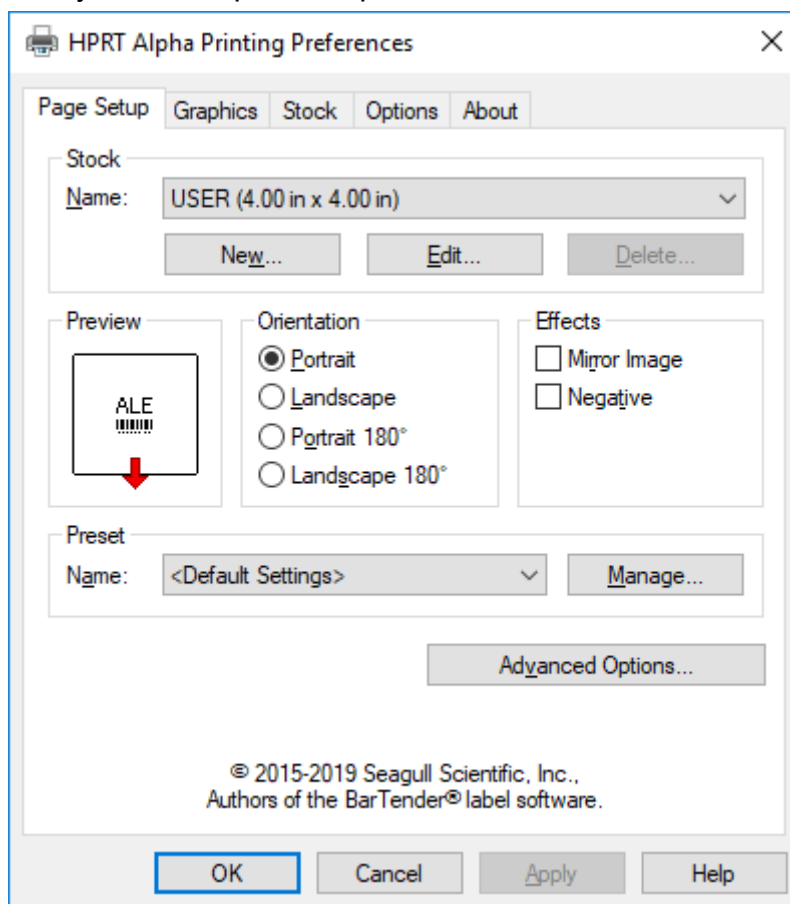 HPRT Alpha Printing Preferences
Page Setup Graphics Stock Options About
Stock
Name: USER (4.00 in x 4.00 in)
New... Edit... Delete...
Preview Orientation Effects
Portrait Mirror Image
ALE Landscape Negative
Portrait 180°
Landscape 180°
Preset
Name: <Default Settings> Manage...
Advanced Options...
© 2015-2019 Seagull Scientific, Inc.,
Authors of the BarTender® label software.
OK Cancel Apply Help